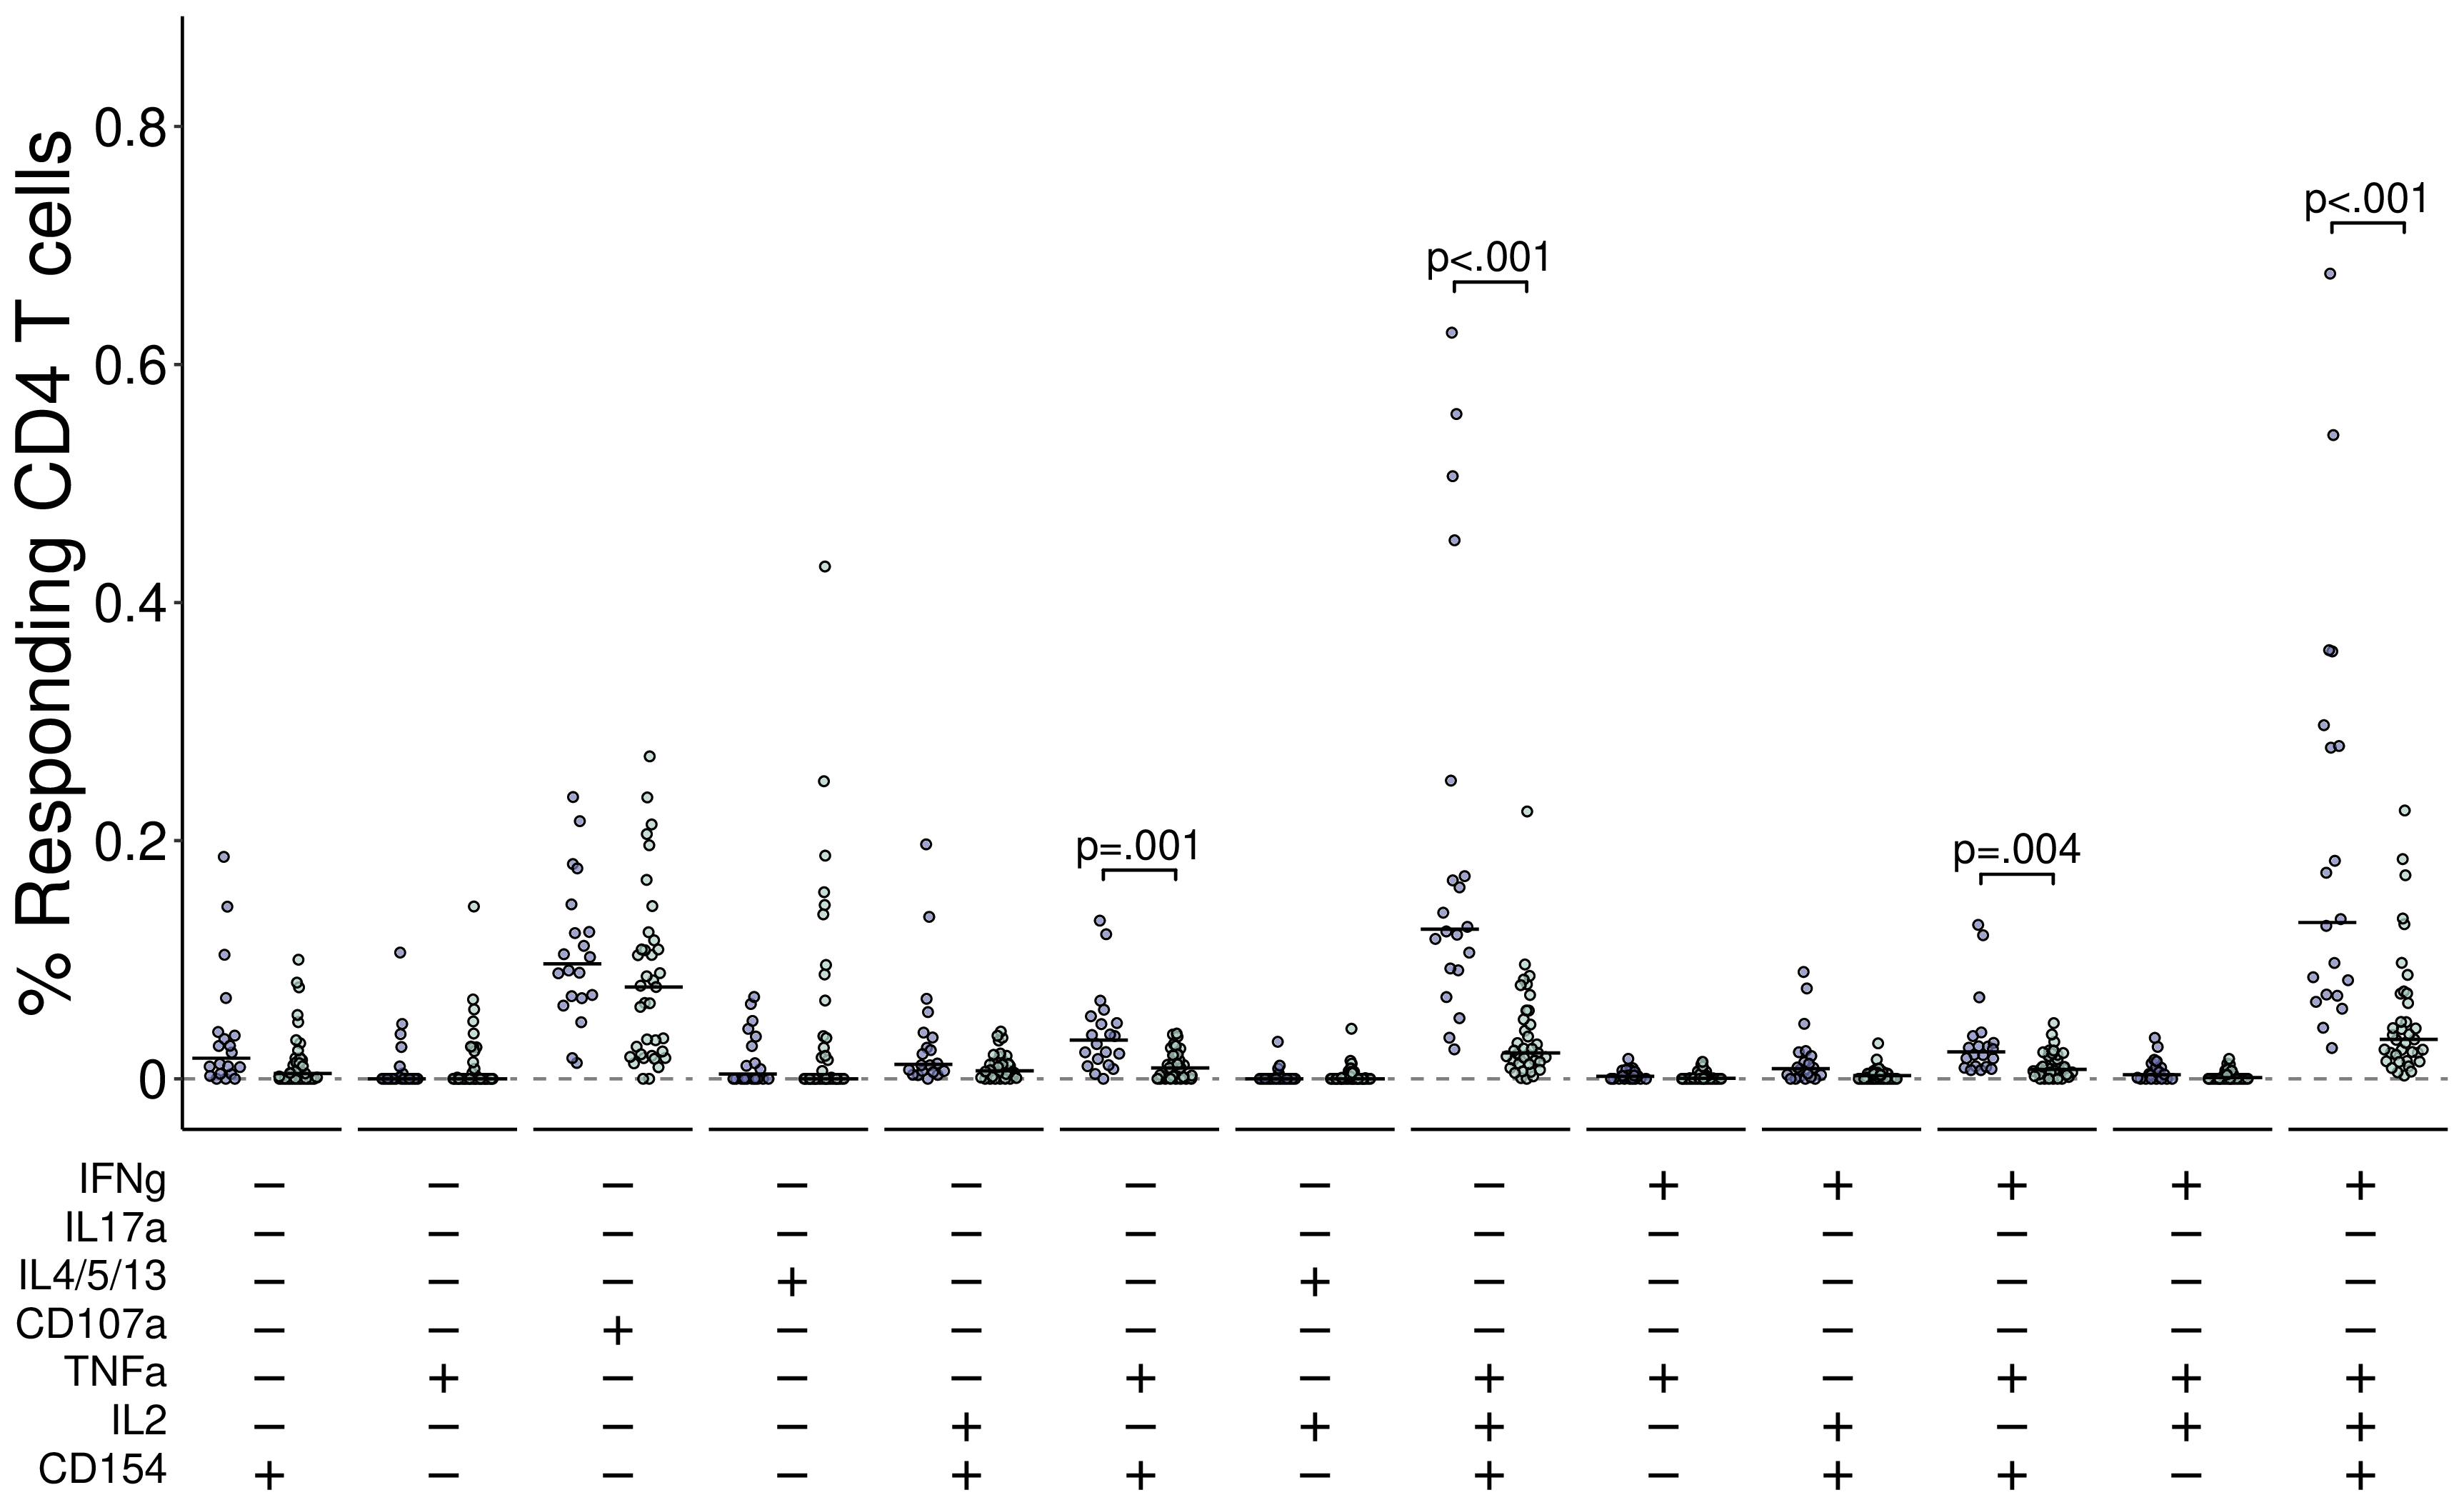 % Responding CD4 T cells
0.8
0.6
0.4
0.2
0
p=.001
p<.001
p=.004
p<.001
IFNg − − − − − − − − + + + + +
IL17a − − − − − − − − − − − − −
IL4/5/13 − − − + − − + − − − − − −
CD107a − − + − − − − − − − − − −
TNFa − + − − − + − + + − + + +
IL2 − − − − + − + + − + − + +
CD154 + − − − + + − + − + + − +